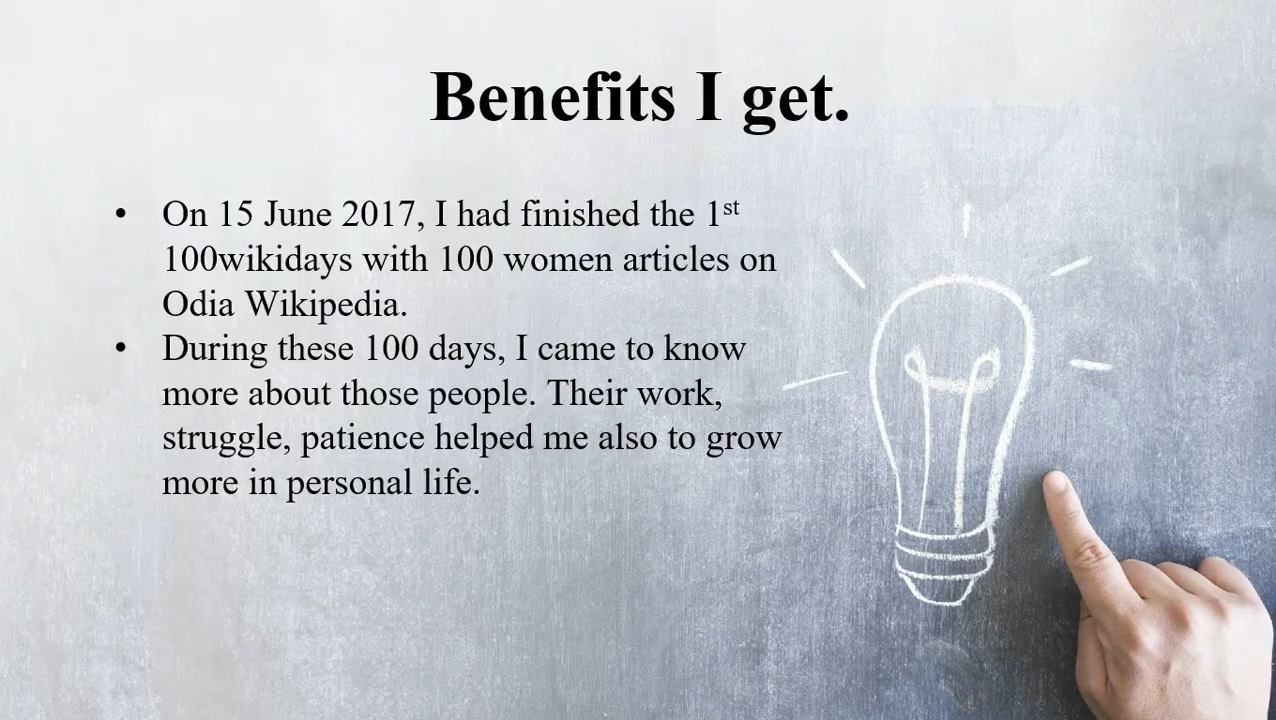 Benefits I get.
• On 15 June 2017, I had finished the 1st
100wikidays with 100 women articles on
Odia Wikipedia.
• During these 100 days, I came to know
more about those people. Their work,
struggle, patience helped me also to grow
more in personal life.